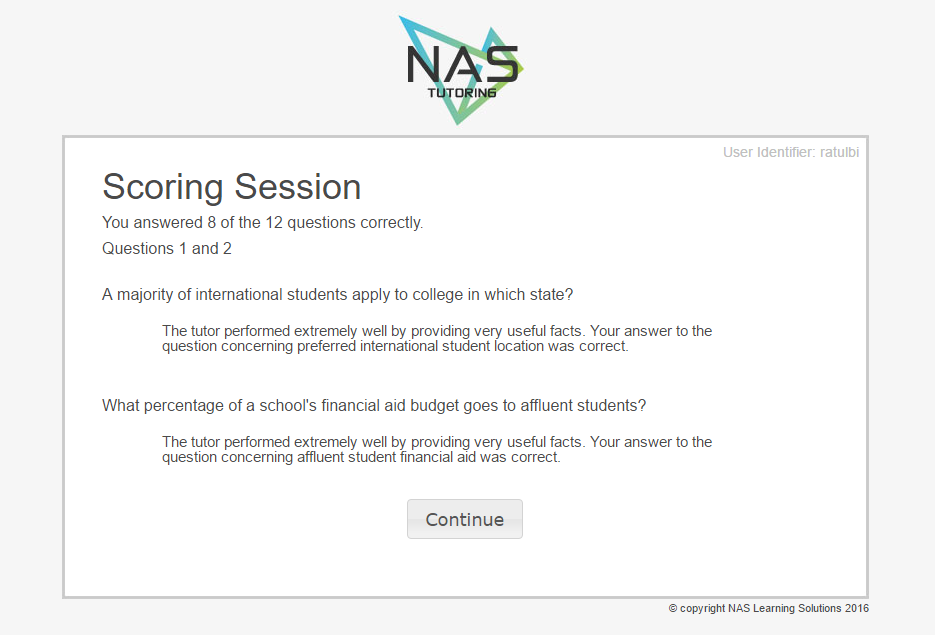 NAS
TUTORING
User Identifier: ratulbi
Scoring Session
You answered 8 of the 12 questions correctly.
Questions 1 and 2
A majority of international students apply to college in which state?
The tutor performed extremely well by providing very useful facts. Your answer to the
question concerning preferred international student location was correct.
What percentage of a school's financial aid budget goes to affluent students?
The tutor performed extremely well by providing very useful facts. Your answer to the
question concerning affluent student financial aid was correct.
Continue
© copyright NAS Learning Solutions 2016